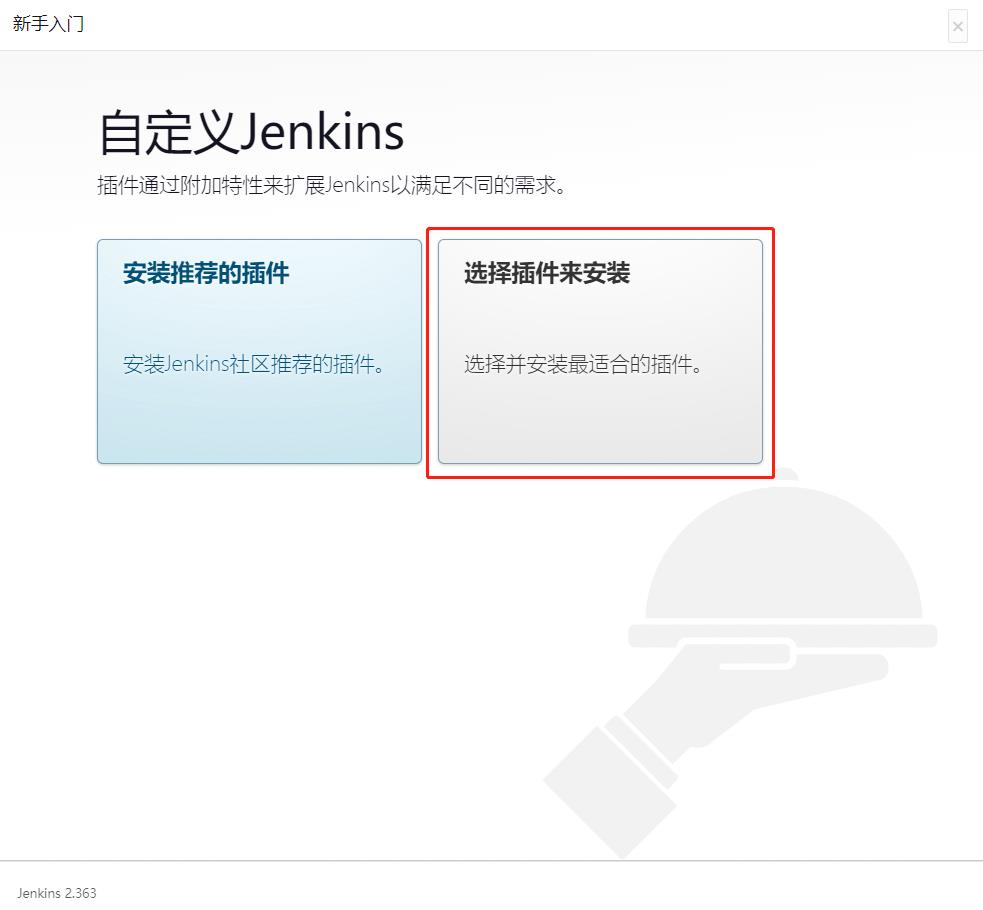 新手入门
×
自定义Jenkins
插件通过附加特性来扩展Jenkins以满足不同的需求。
安装推荐的插件
安装Jenkins社区推荐的插件。
选择插件来安装
选择并安装最适合的插件。
Jenkins 2.363